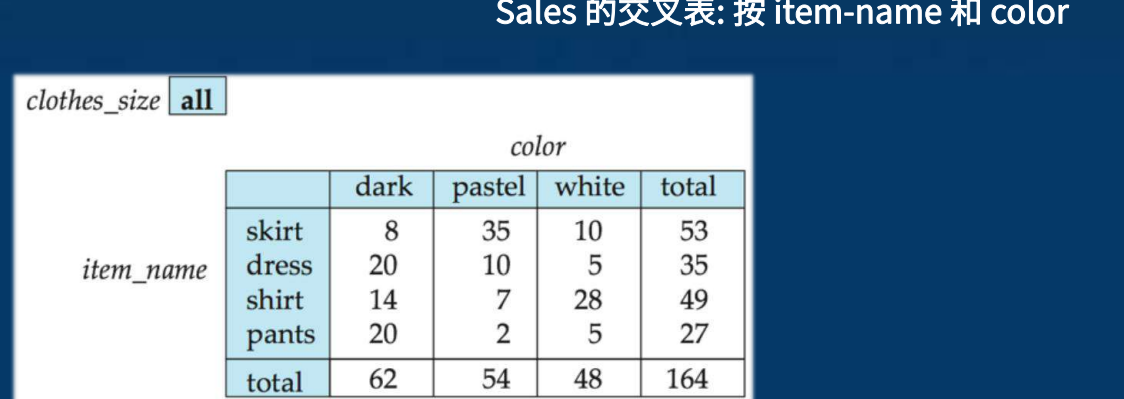 Sales 的交叉表: 按 item-name 和 color
clothes_size all
color
dark pastel white total
skirt 8 35 10 53
item_name dress 20 10 5 35
shirt 14 7 28 49
pants 20 2 5 27
total 62 54 48 164